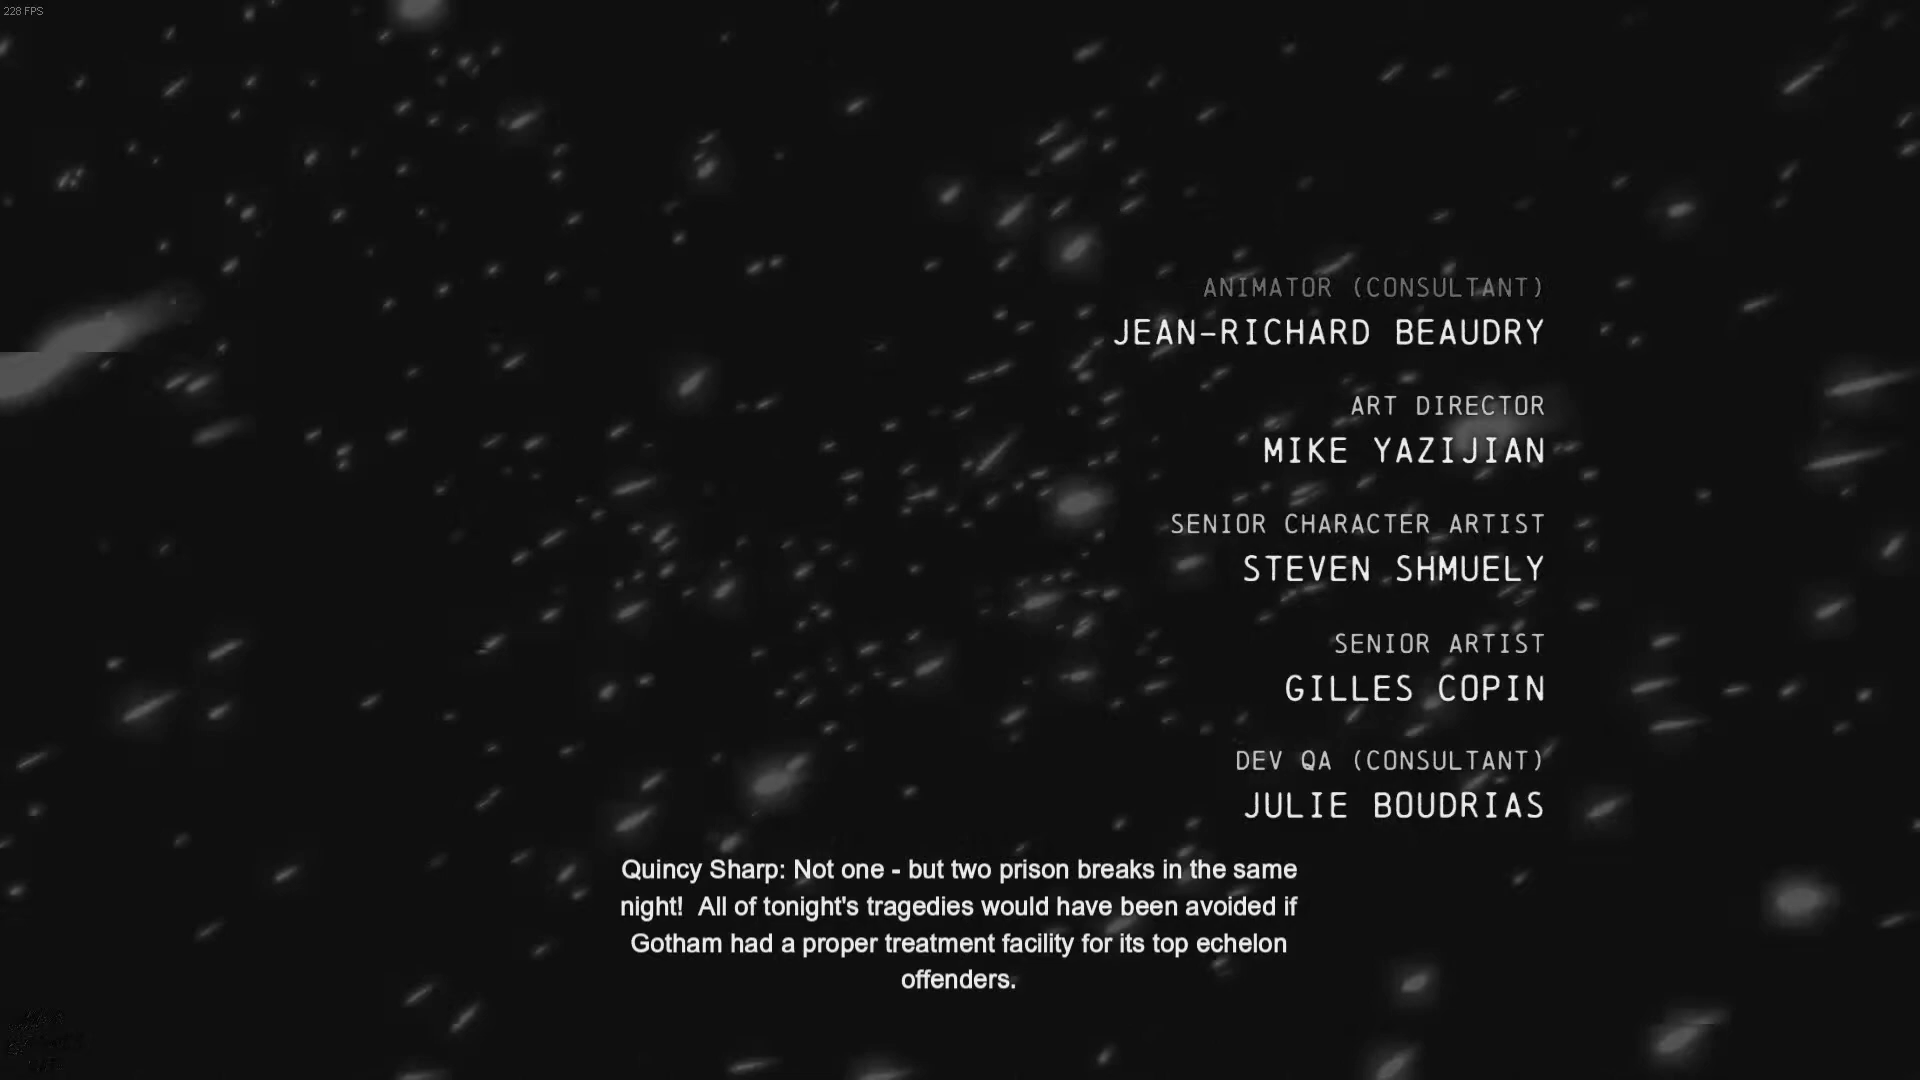 228 FPS
ANIMATOR (CONSULTANT)
JEAN-RICHARD BEAUDRY
ART DIRECTOR
MIKE YAZIJIAN
SENIOR CHARACTER ARTIST
STEVEN SHMUELY
SENIOR ARTIST
GILLES COPIN
DEV QA (CONSULTANT)
JULIE BOUDRIAS
Quincy Sharp: Not one - but two prison breaks in the same
night!  All of tonight's tragedies would have been avoided if
Gotham had a proper treatment facility for its top echelon
offenders.